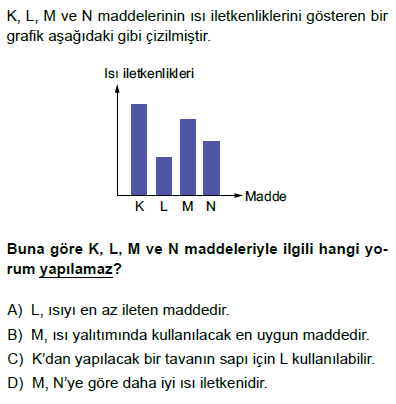 K, L, M ve N maddelerinin ısı iletkenliklerini gösteren bir
grafik aşağıdaki gibi çizilmiştir.
Isı iletkenlikleri
Madde
K L M N
Buna göre K, L, M ve N maddeleriyle ilgili hangi yo-
rum yapılamaz?
A) L, ısıyı en az ileten maddedir.
B) M, ısı yalıtımında kullanılacak en uygun maddedir.
C) K'dan yapılacak bir tavanın sapı için L kullanılabilir.
D) M, N'ye göre daha iyi ısı iletkenidir.